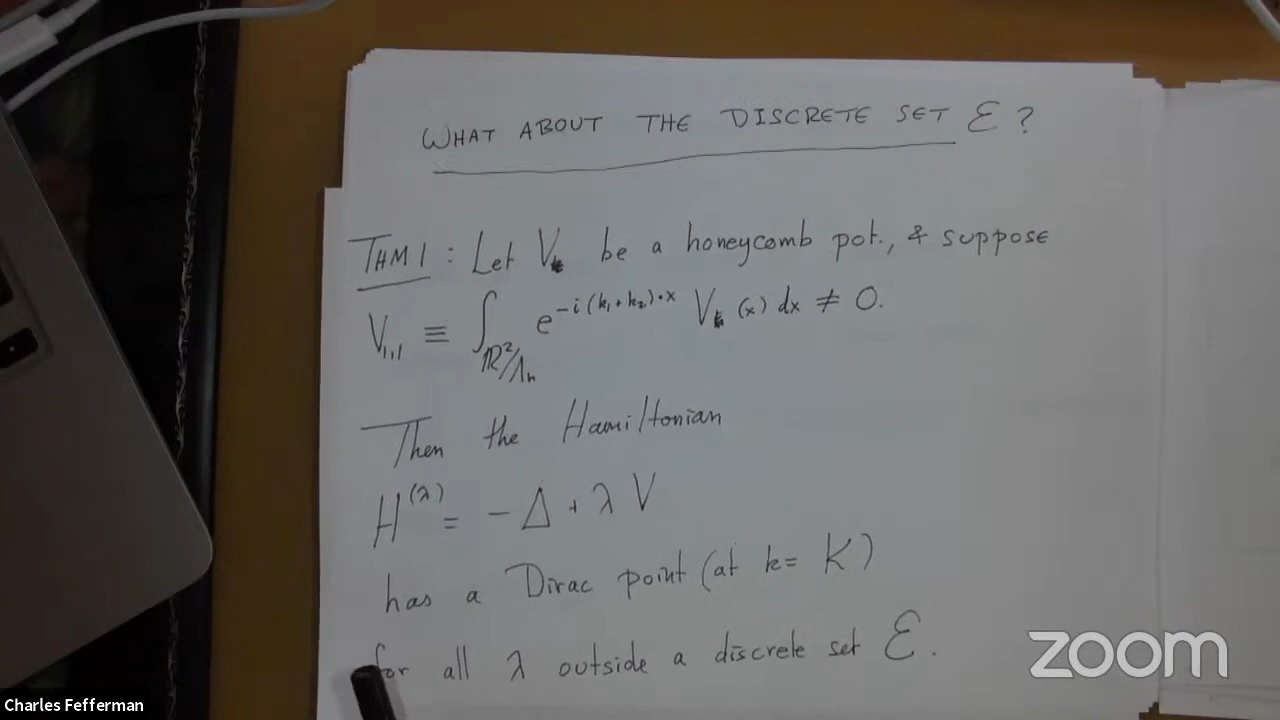 WHAT ABOUT THE DISCRETE SET ℰ?
THM 1: Let V be a honeycomb pot., & suppose
V₁,₁ ≡ ∫_{ℝ²/Λₕ} e^{-i(k₁+k₂)·x} V(x) dx ≠ 0.
Then the Hamiltonian
H^{(λ)} = -Δ + λV
has a Dirac point (at k = K)
for all λ outside a discrete set ℰ.
zoom
Charles Fefferman